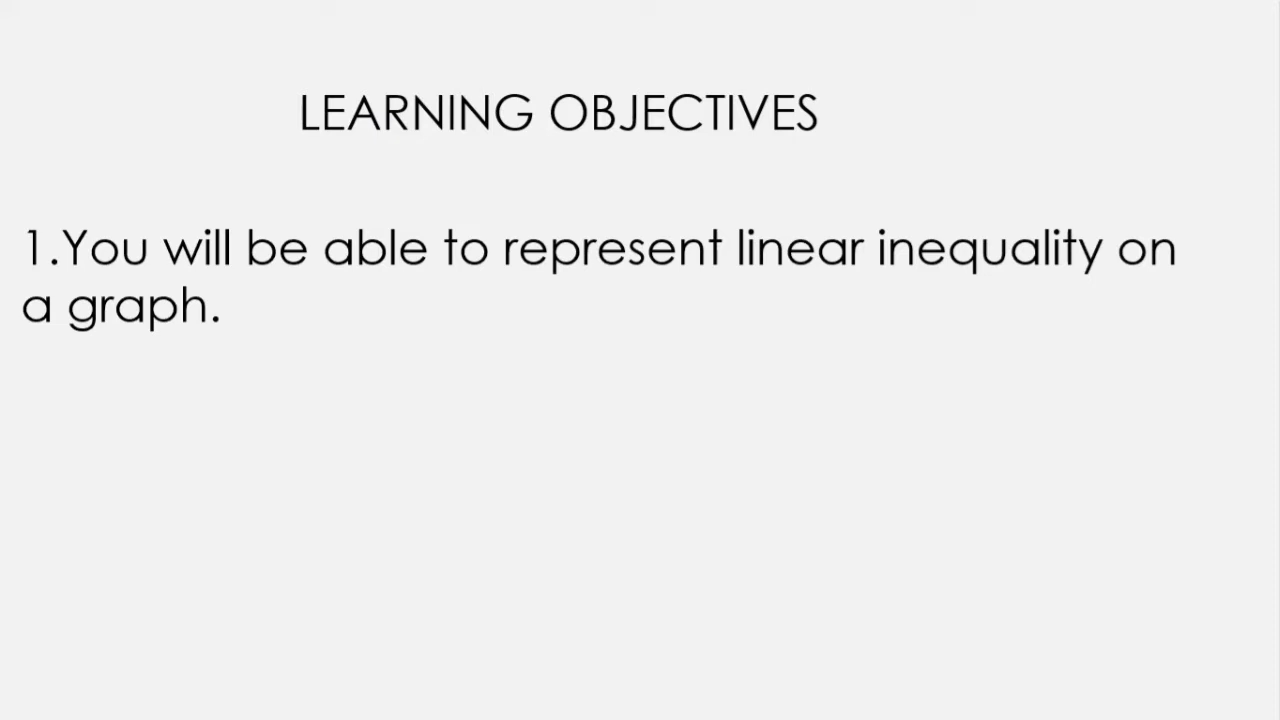 LEARNING OBJECTIVES
1.You will be able to represent linear inequality on
a graph.